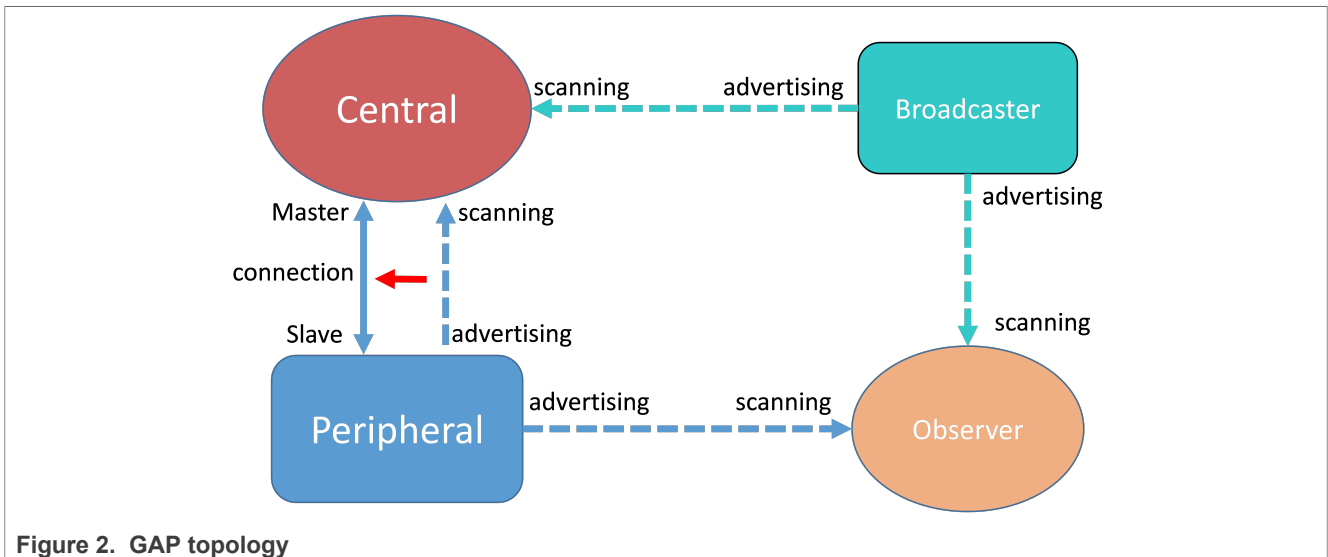 Central
scanning
advertising
Broadcaster
Master
scanning
advertising
connection
Slave
advertising
scanning
Peripheral
advertising
scanning
Observer
Figure 2. GAP topology